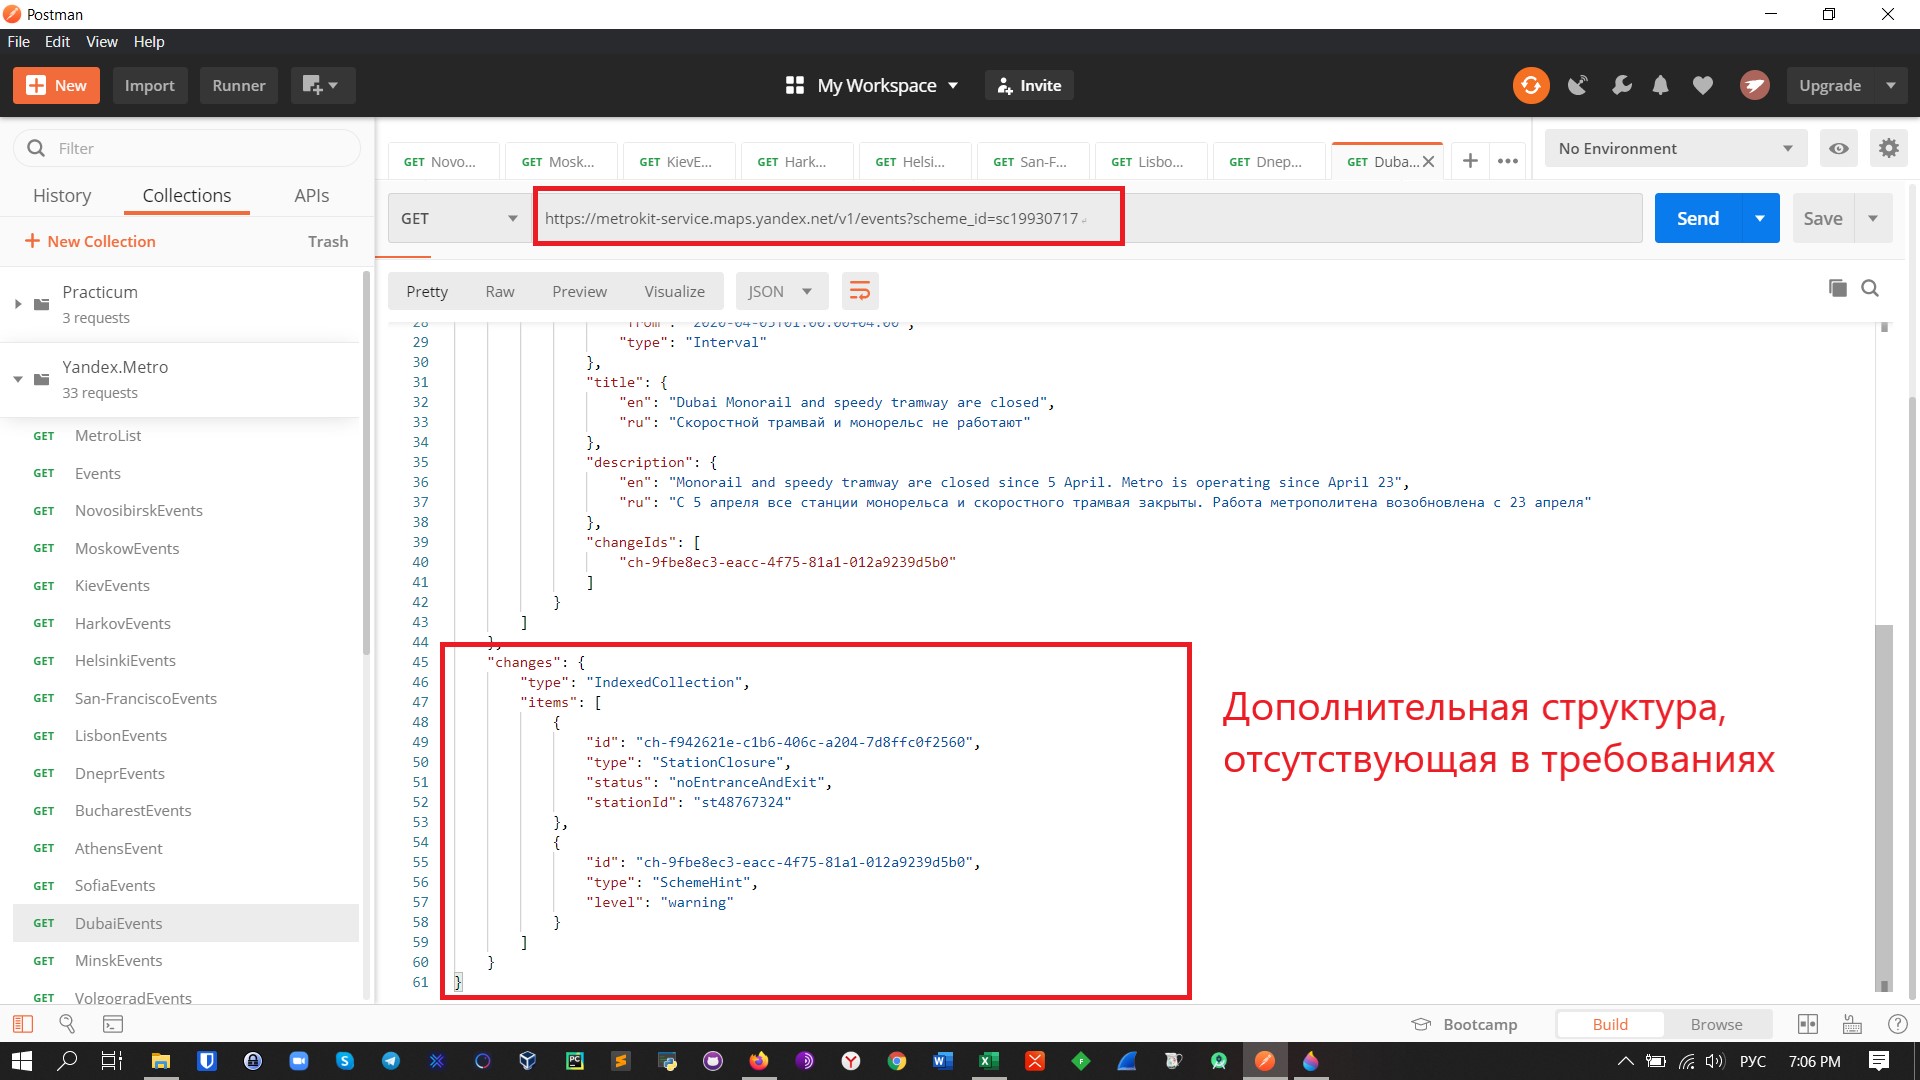 Postman
File Edit View Help
New Import Runner My Workspace Invite Upgrade
Filter
History Collections APIs
New Collection Trash
Practicum
3 requests
Yandex.Metro
33 requests
GET MetroList
GET Events
GET NovosibirskEvents
GET MoskowEvents
GET KievEvents
GET HarkovEvents
GET HelsinkiEvents
GET San-FranciscoEvents
GET LisbonEvents
GET DneprEvents
GET BucharestEvents
GET AthensEvent
GET SofiaEvents
GET DubaiEvents
GET MinskEvents
GET VolgogradEvents
GET Novo... GET Mosk... GET KievE... GET Hark... GET Helsi... GET San-F... GET Lisbo... GET Dnep... GET Duba... No Environment
GET https://metrokit-service.maps.yandex.net/v1/events?scheme_id=sc19930717 Send Save
Pretty Raw Preview Visualize JSON
28 "from": "2020-04-05T01:00:00+04:00",
29 "type": "Interval"
30 },
31 "title": {
32 "en": "Dubai Monorail and speedy tramway are closed",
33 "ru": "Скоростной трамвай и монорельс не работают"
34 },
35 "description": {
36 "en": "Monorail and speedy tramway are closed since 5 April. Metro is operating since April 23",
37 "ru": "С 5 апреля все станции монорельса и скоростного трамвая закрыты. Работа метрополитена возобновлена с 23 апреля"
38 },
39 "changeIds": [
40 "ch-9fbe8ec3-eacc-4f75-81a1-012a9239d5b0"
41 ]
42 }
43 ]
44 },
45 "changes": {
46 "type": "IndexedCollection",
47 "items": [
48 {
49 "id": "ch-f942621e-c1b6-406c-a204-7d8ffc0f2560",
50 "type": "StationClosure",
51 "status": "noEntranceAndExit",
52 "stationId": "st48767324"
53 },
54 {
55 "id": "ch-9fbe8ec3-eacc-4f75-81a1-012a9239d5b0",
56 "type": "SchemeHint",
57 "level": "warning"
58 }
59 ]
60 }
61 }
Дополнительная структура,
отсутствующая в требованиях
Bootcamp Build Browse
РУС 7:06 PM